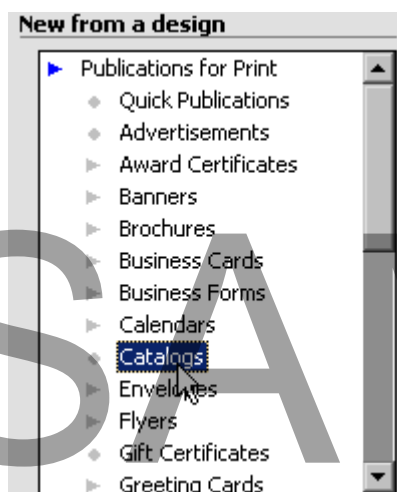 New from a design
Publications for Print
Quick Publications
Advertisements
Award Certificates
Banners
Brochures
Business Cards
Business Forms
Calendars
Catalogs
Envelopes
Flyers
Gift Certificates
Greeting Cards
SA